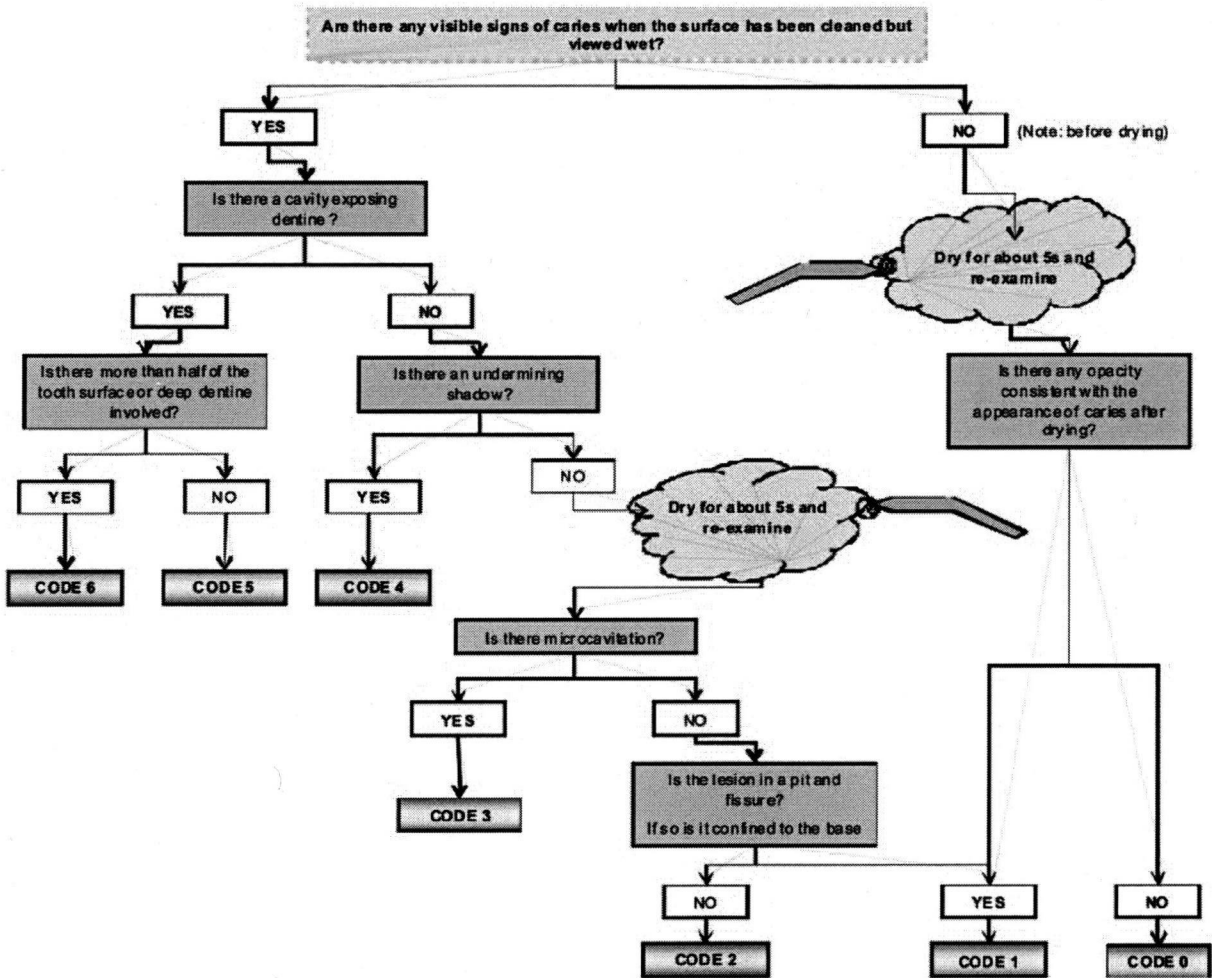 Are there any visible signs of caries when the surface has been cleaned but
viewed wet?
YES
NO
(Note: before drying)
Is there a cavity exposing
dentine ?
Dry for about 5s and
re-examine
YES
NO
Is there more than half of the
tooth surface or deep dentine
involved?
Is there an undermining
shadow?
Is there any opacity
consistent with the
appearance of caries after
drying?
YES
NO
YES
NO
Dry for about 5s and
re-examine
CODE 6
CODE 5
CODE 4
Is there microcavitation?
YES
NO
Is the lesion in a pit and
fissure?
If so is it confined to the base
CODE 3
NO
YES
NO
CODE 2
CODE 1
CODE 0